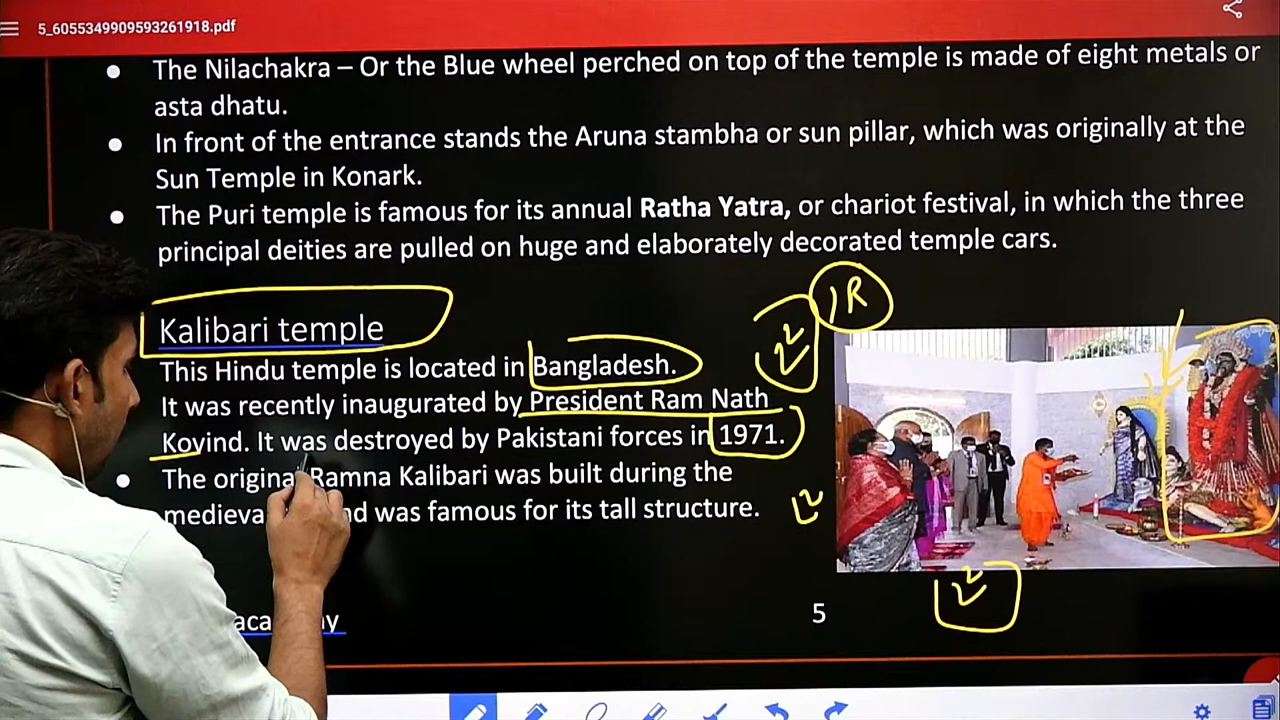 5_6055349909593261918.pdf
● The Nilachakra – Or the Blue wheel perched on top of the temple is made of eight metals or
asta dhatu.
● In front of the entrance stands the Aruna stambha or sun pillar, which was originally at the
Sun Temple in Konark.
● The Puri temple is famous for its annual Ratha Yatra, or chariot festival, in which the three
principal deities are pulled on huge and elaborately decorated temple cars.
IR
Kalibari temple
This Hindu temple is located in Bangladesh.
It was recently inaugurated by President Ram Nath
Kovind. It was destroyed by Pakistani forces in 1971.
● The original Ramna Kalibari was built during the
was famous for its tall structure.
5